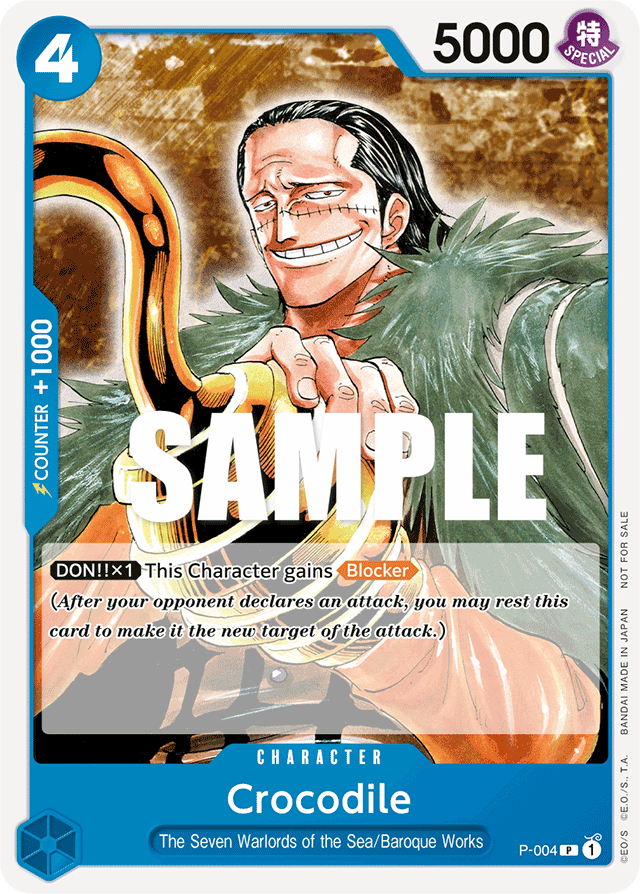 4
5000
特
SPECIAL
COUNTER +1000
SAMPLE
DON!!×1 This Character gains Blocker
(After your opponent declares an attack, you may rest this
card to make it the new target of the attack.)
CHARACTER
Crocodile
The Seven Warlords of the Sea/Baroque Works
P-004 P 1
©E/S ©E.O./S., T.A. BANDAI MADE IN JAPAN NOT FOR SALE